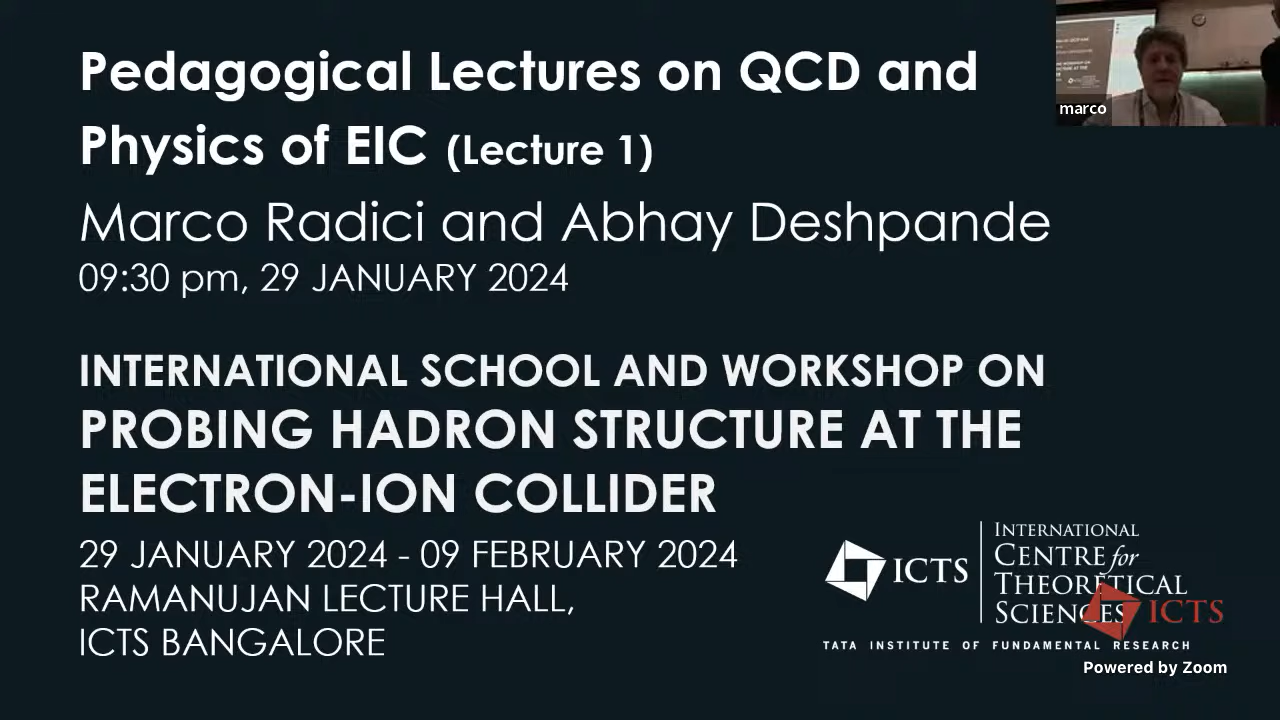 Pedagogical Lectures on QCD and
Physics of EIC (Lecture 1)
Marco Radici and Abhay Deshpande
09:30 pm, 29 JANUARY 2024
INTERNATIONAL SCHOOL AND WORKSHOP ON
PROBING HADRON STRUCTURE AT THE
ELECTRON-ION COLLIDER
29 JANUARY 2024 - 09 FEBRUARY 2024
RAMANUJAN LECTURE HALL,
ICTS BANGALORE
marco
ICTS
INTERNATIONAL
CENTRE for
THEORETICAL
SCIENCES
TATA INSTITUTE OF FUNDAMENTAL RESEARCH
ICTS
Powered by Zoom